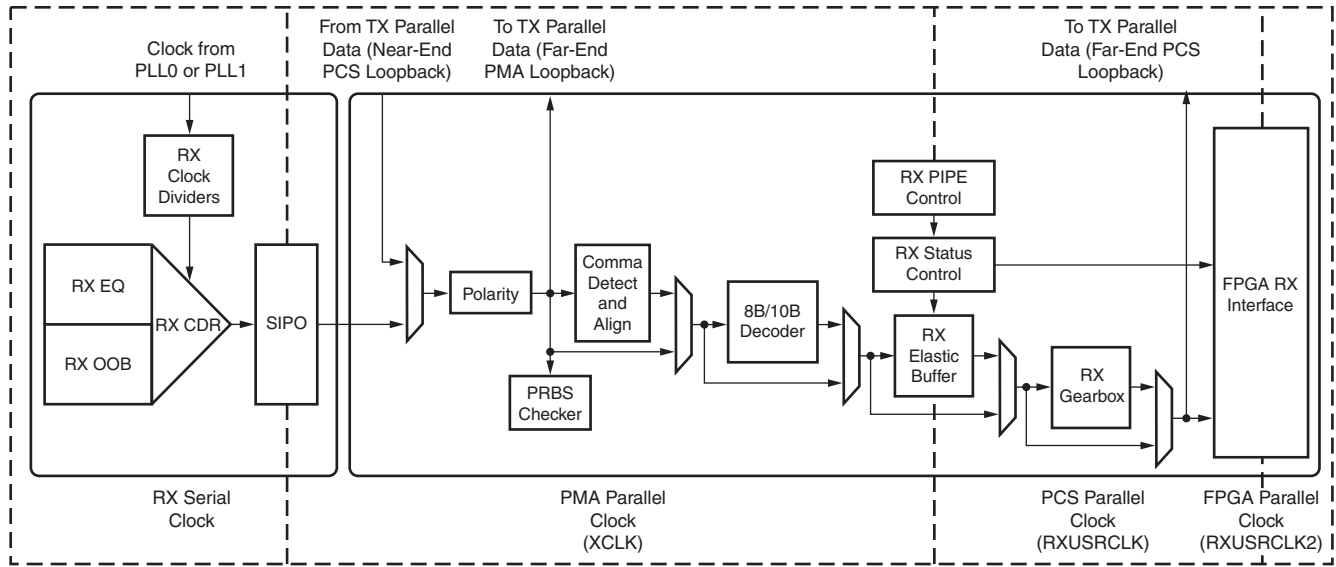 Clock from
PLL0 or PLL1
From TX Parallel
Data (Near-End
PCS Loopback)
To TX Parallel
Data (Far-End
PMA Loopback)
To TX Parallel
Data (Far-End PCS
Loopback)
RX
Clock
Dividers
RX EQ
RX OOB
RX CDR
SIPO
Polarity
Comma
Detect
and
Align
PRBS
Checker
8B/10B
Decoder
RX PIPE
Control
RX Status
Control
RX
Elastic
Buffer
RX
Gearbox
FPGA RX
Interface
RX Serial
Clock
PMA Parallel
Clock
(XCLK)
PCS Parallel
Clock
(RXUSRCLK)
FPGA Parallel
Clock
(RXUSRCLK2)